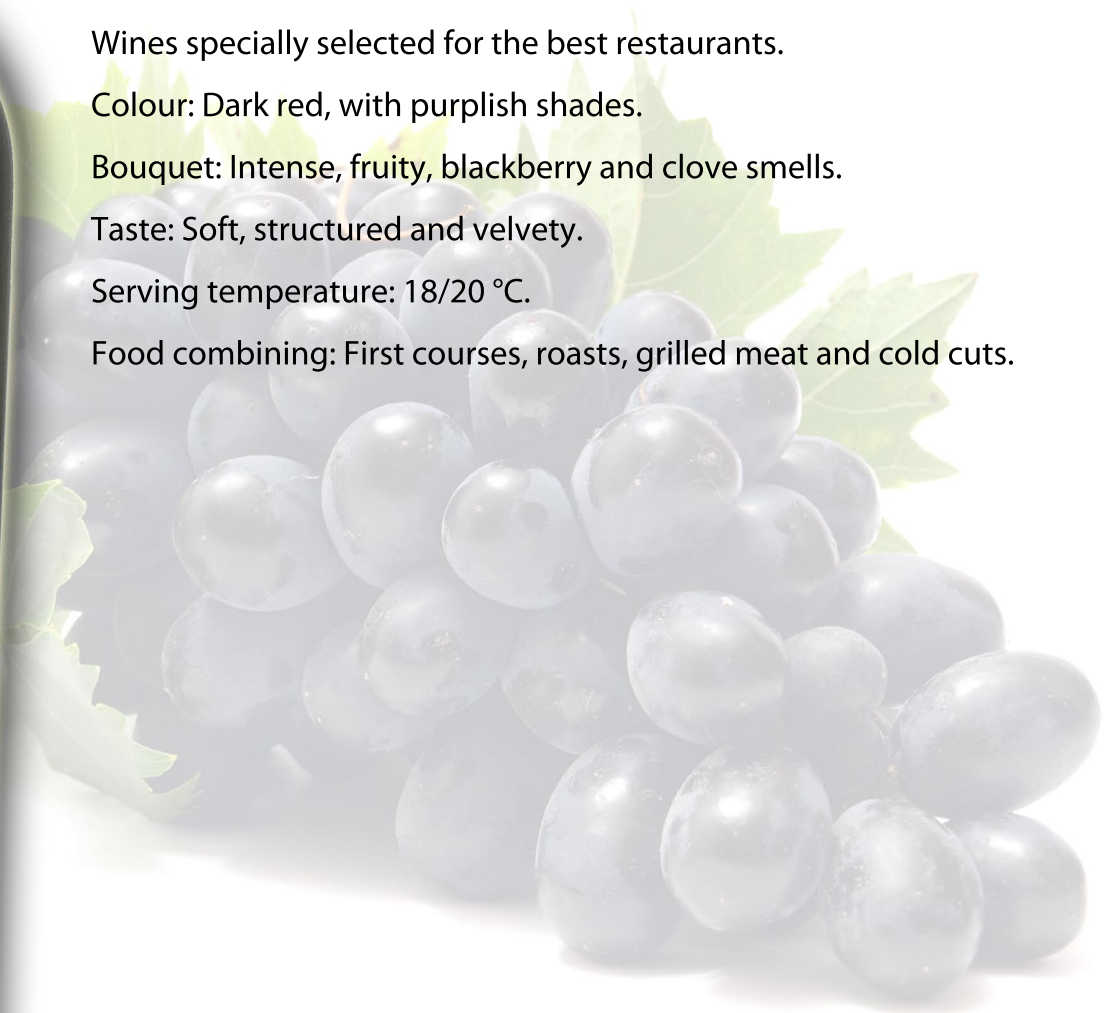 Wines specially selected for the best restaurants.
Colour: Dark red, with purplish shades.
Bouquet: Intense, fruity, blackberry and clove smells.
Taste: Soft, structured and velvety.
Serving temperature: 18/20 °C.
Food combining: First courses, roasts, grilled meat and cold cuts.